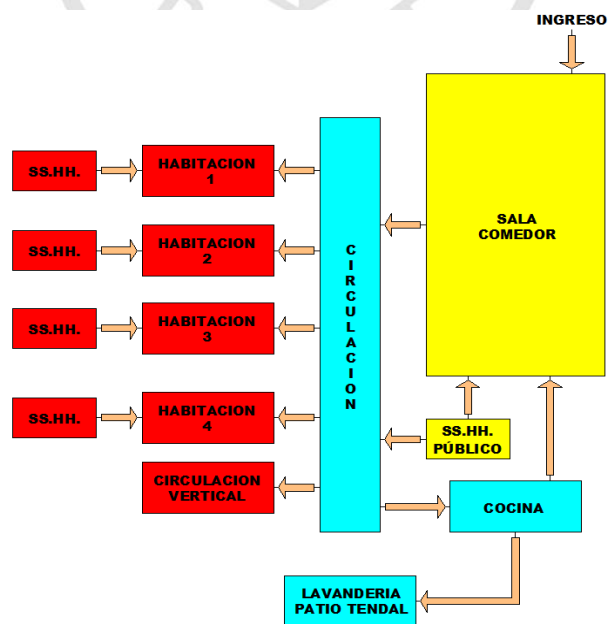 INGRESO
SALA
COMEDOR
SS.HH.
HABITACION
1
SS.HH.
HABITACION
2
SS.HH.
HABITACION
3
SS.HH.
HABITACION
4
CIRCULACION
VERTICAL
CIRCULACION
SS.HH.
PÚBLICO
COCINA
LAVANDERIA
PATIO TENDAL